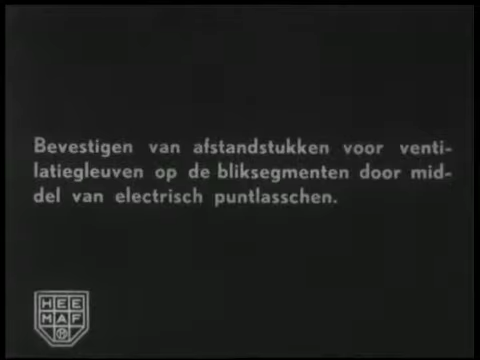 Bevestigen van afstandstukken voor venti-
latiegleuven op de bliksegmenten door mid-
del van electrisch puntlasschen.
HEE
MAF